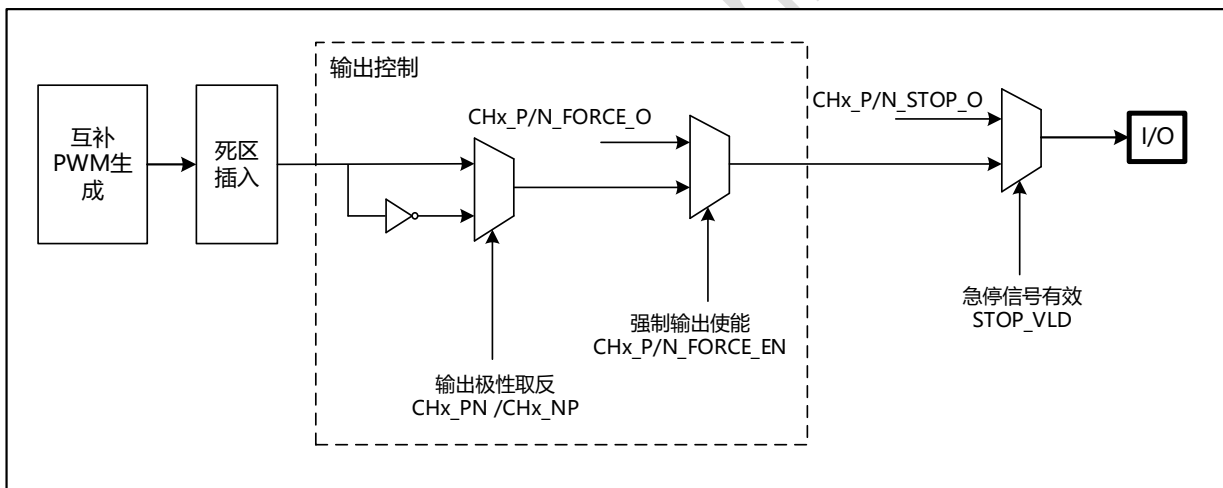 互补
PWM生
成
死区
插入
输出控制
CHx_P/N_FORCE_O
CHx_P/N_STOP_O
I/O
输出极性取反
CHx_PN /CHx_NP
强制输出使能
CHx_P/N_FORCE_EN
急停信号有效
STOP_VLD